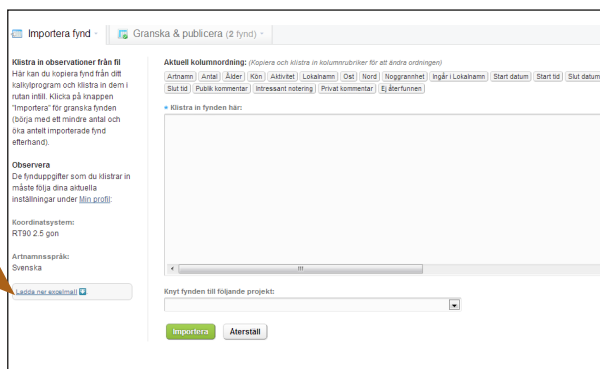 Importera fynd
Granska & publicera (2 fynd)
Klistra in observationer från fil
Här kan du kopiera fynd från ditt
kalkylprogram och klistra in dem i
rutan intill. Klicka på knappen
"Importera" för granska fynden
(börja med ett mindre antal och
öka antelt importerade fynd
efterhand).
Observera
De fynduppgifter som du klistrar in
måste följa dina aktuella
inställningar under Min profil:
Koordinatsystem:
RT90 2.5 gon
Artnamnsspråk:
Svenska
Ladda ner excelmall
Aktuell kolumnordning: (Kopiera och klistra in kolumnrubriker för att ändra ordningen)
Artnamn Antal Ålder Kön Aktivitet Lokalnamn Ost Nord Noggrannhet Ingår i Lokalnamn Start datum Start tid Slut datum
Slut tid Publik kommentar Intressant notering Privat kommentar Ej återfunnen
Klistra in fynden här:
Knyt fynden till följande projekt:
Importera Återställ